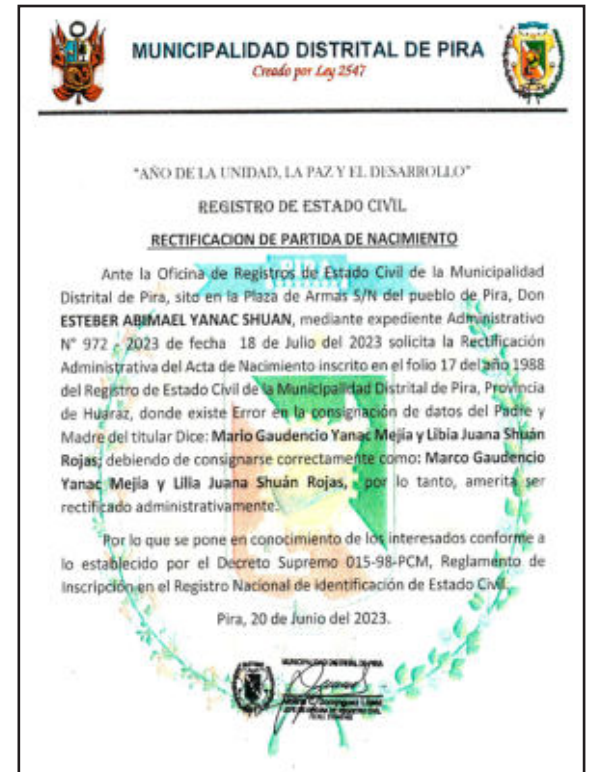 MUNICIPALIDAD DISTRITAL DE PIRA
Creado por Ley 2547
"AÑO DE LA UNIDAD, LA PAZ Y EL DESARROLLO"
REGISTRO DE ESTADO CIVIL
RECTIFICACION DE PARTIDA DE NACIMIENTO
Ante la Oficina de Registros de Estado Civil de la Municipalidad
Distrital de Pira, sito en la Plaza de Armas S/N del pueblo de Pira, Don
ESTEBER ABIMAEL YANAC SHUAN, mediante expediente Administrativo
N° 972 - 2023 de fecha 18 de Julio del 2023 solicita la Rectificación
Administrativa del Acta de Nacimiento inscrito en el folio 17 del año 1988
del Registro de Estado Civil de la Municipalidad Distrital de Pira, Provincia
de Huaraz, donde existe Error en la consignación de datos del Padre y
Madre del titular Dice: Mario Gaudencio Yanac Mejía y Libia Juana Shuán
Rojas; debiendo de consignarse correctamente como: Marco Gaudencio
Yanac Mejía y Lilia Juana Shuán Rojas, por lo tanto, amerita ser
rectificado administrativamente.
Por lo que se pone en conocimiento de los interesados conforme a
lo establecido por el Decreto Supremo 015-98-PCM, Reglamento de
Inscripción en el Registro Nacional de identificación de Estado Civil.
Pira, 20 de Junio del 2023.
MUNICIPALIDAD DISTRITAL DE PIRA